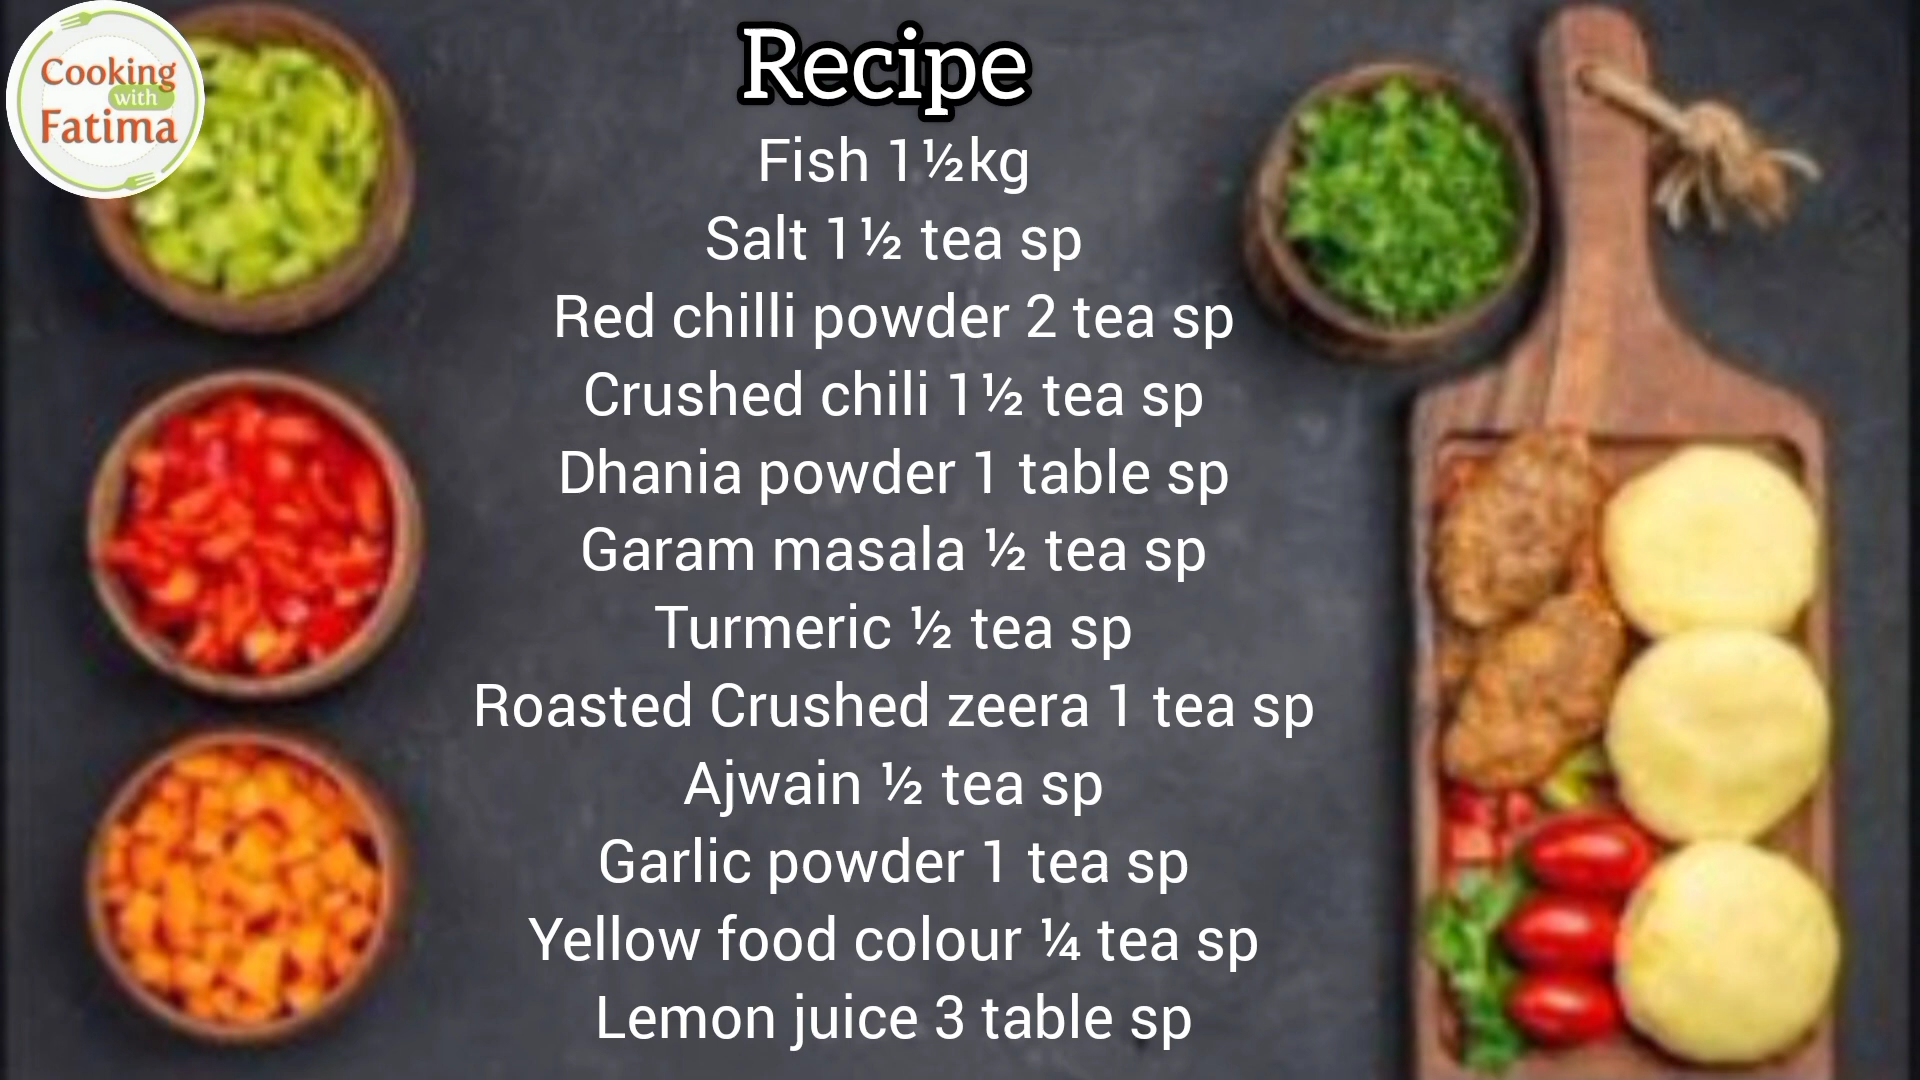 Cooking
with
Fatima
Recipe
Fish 1½kg
Salt 1½ tea sp
Red chilli powder 2 tea sp
Crushed chili 1½ tea sp
Dhania powder 1 table sp
Garam masala ½ tea sp
Turmeric ½ tea sp
Roasted Crushed zeera 1 tea sp
Ajwain ½ tea sp
Garlic powder 1 tea sp
Yellow food colour ¼ tea sp
Lemon juice 3 table sp